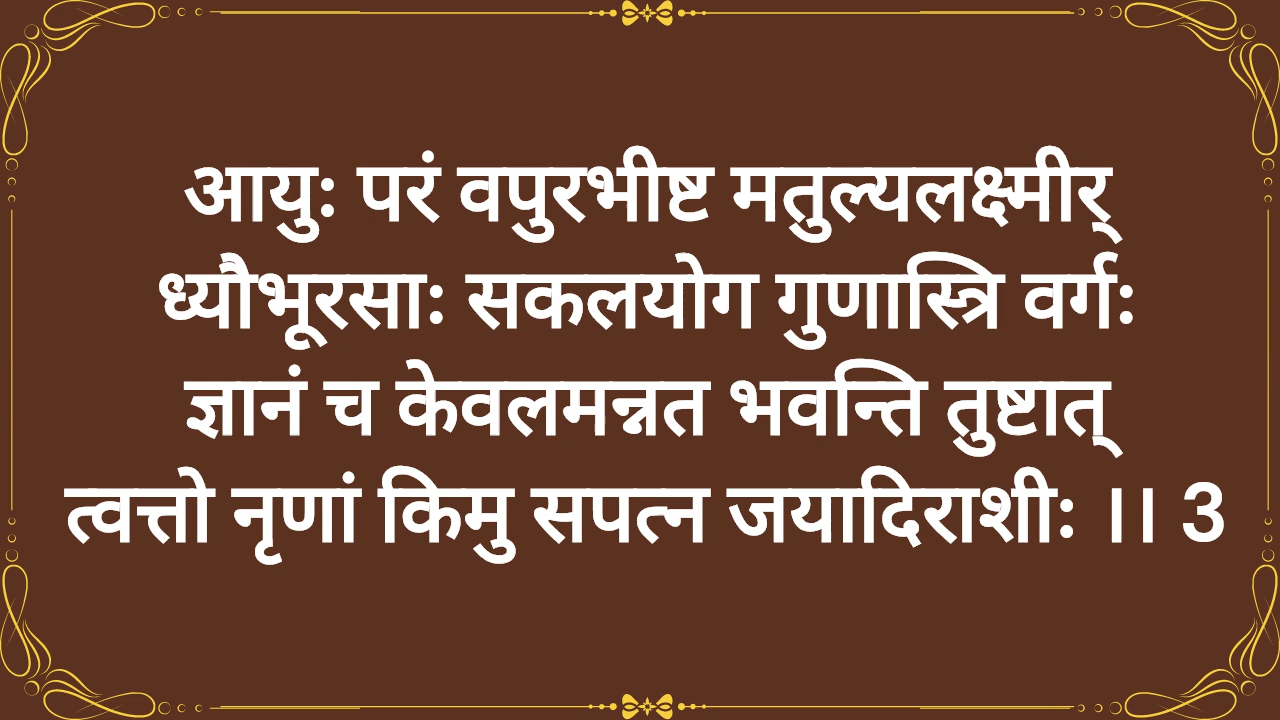 आयुः परं वपुरभीष्ट मतुल्यलक्ष्मीर्
ध्यौभूरसाः सकलयोग गुणास्त्रि वर्गः
ज्ञानं च केवलमन्नत भवन्ति तुष्टात्
त्वत्तो नृणां किमु सपत्न जयादिराशीः ।। 3